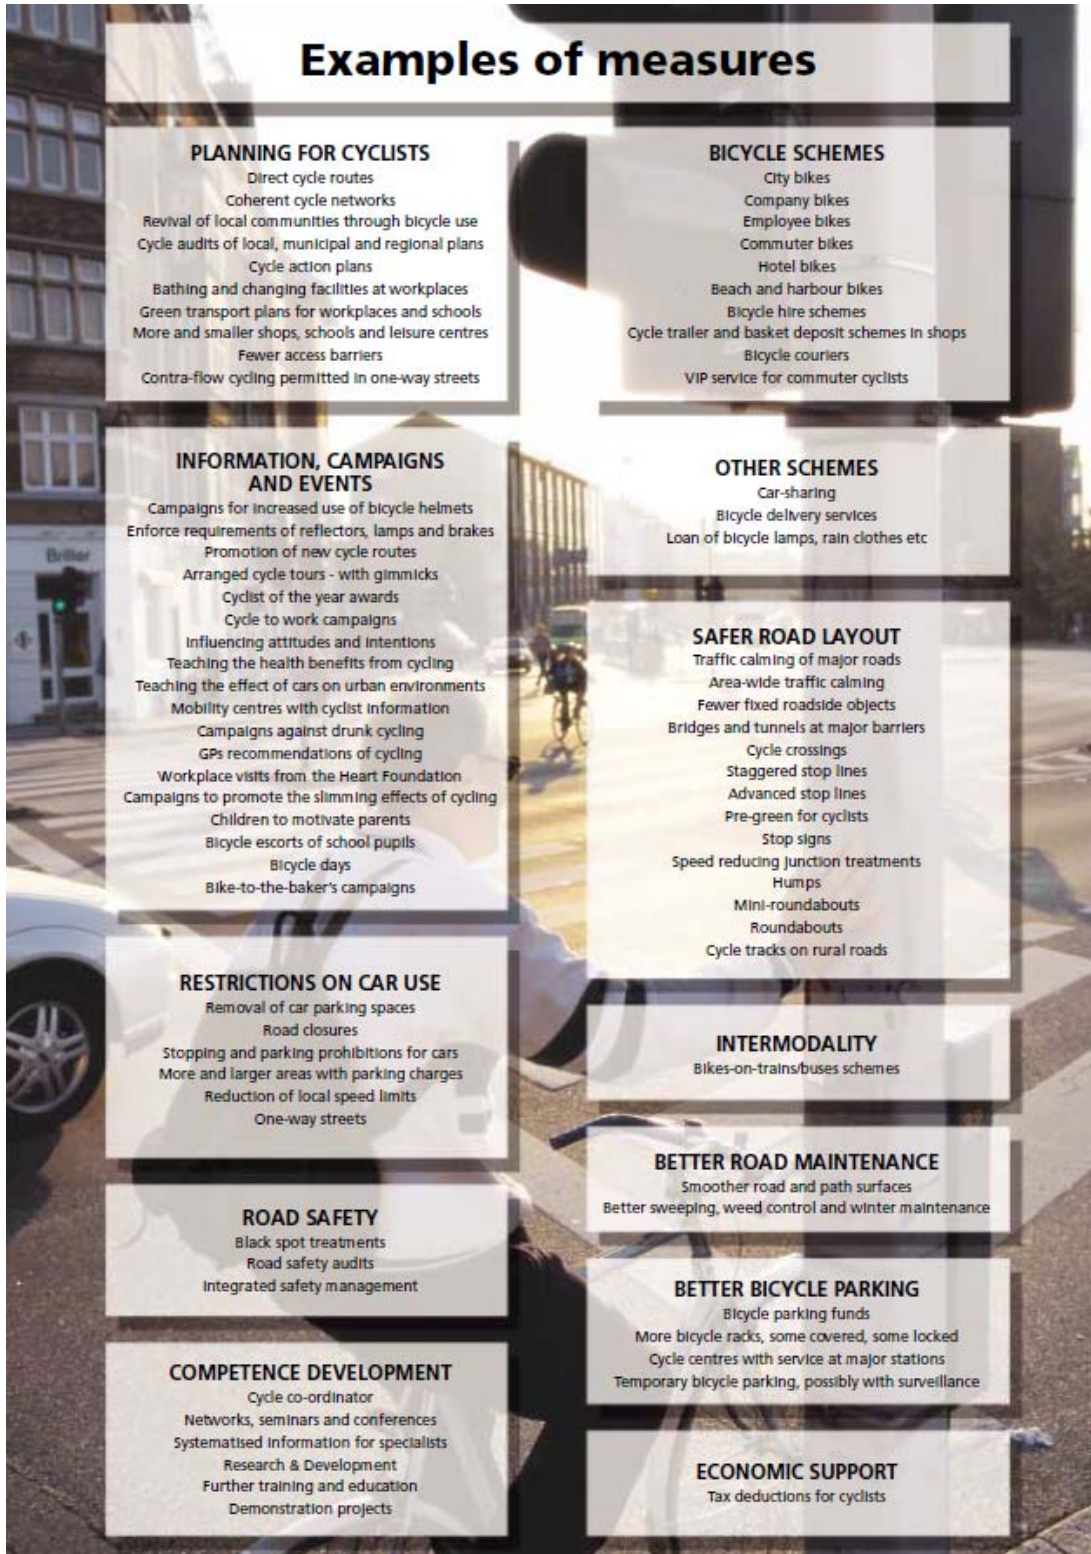 Examples of measures
PLANNING FOR CYCLISTS
Direct cycle routes
Coherent cycle networks
Revival of local communities through bicycle use
Cycle audits of local, municipal and regional plans
Cycle action plans
Bathing and changing facilities at workplaces
Green transport plans for workplaces and schools
More and smaller shops, schools and leisure centres
Fewer access barriers
Contra-flow cycling permitted in one-way streets
INFORMATION, CAMPAIGNS
AND EVENTS
Campaigns for increased use of bicycle helmets
Enforce requirements of reflectors, lamps and brakes
Promotion of new cycle routes
Arranged cycle tours - with gimmicks
Cyclist of the year awards
Cycle to work campaigns
Influencing attitudes and intentions
Teaching the health benefits from cycling
Teaching the effect of cars on urban environments
Mobility centres with cyclist information
Campaigns against drunk cycling
GPs recommendations of cycling
Workplace visits from the Heart Foundation
Campaigns to promote the slimming effects of cycling
Children to motivate parents
Bicycle escorts of school pupils
Bicycle days
Bike-to-the-baker's campaigns
RESTRICTIONS ON CAR USE
Removal of car parking spaces
Road closures
Stopping and parking prohibitions for cars
More and larger areas with parking charges
Reduction of local speed limits
One-way streets
ROAD SAFETY
Black spot treatments
Road safety audits
Integrated safety management
COMPETENCE DEVELOPMENT
Cycle co-ordinator
Networks, seminars and conferences
Systematised information for specialists
Research & Development
Further training and education
Demonstration projects
BICYCLE SCHEMES
City bikes
Company bikes
Employee bikes
Commuter bikes
Hotel bikes
Beach and harbour bikes
Bicycle hire schemes
Cycle trailer and basket deposit schemes in shops
Bicycle couriers
VIP service for commuter cyclists
OTHER SCHEMES
Car-sharing
Bicycle delivery services
Loan of bicycle lamps, rain clothes etc
SAFER ROAD LAYOUT
Traffic calming of major roads
Area-wide traffic calming
Fewer fixed roadside objects
Bridges and tunnels at major barriers
Cycle crossings
Staggered stop lines
Advanced stop lines
Pre-green for cyclists
Stop signs
Speed reducing junction treatments
Humps
Mini-roundabouts
Roundabouts
Cycle tracks on rural roads
INTERMODALITY
Bikes-on-trains/buses schemes
BETTER ROAD MAINTENANCE
Smoother road and path surfaces
Better sweeping, weed control and winter maintenance
BETTER BICYCLE PARKING
Bicycle parking funds
More bicycle racks, some covered, some locked
Cycle centres with service at major stations
Temporary bicycle parking, possibly with surveillance
ECONOMIC SUPPORT
Tax deductions for cyclists
Briller